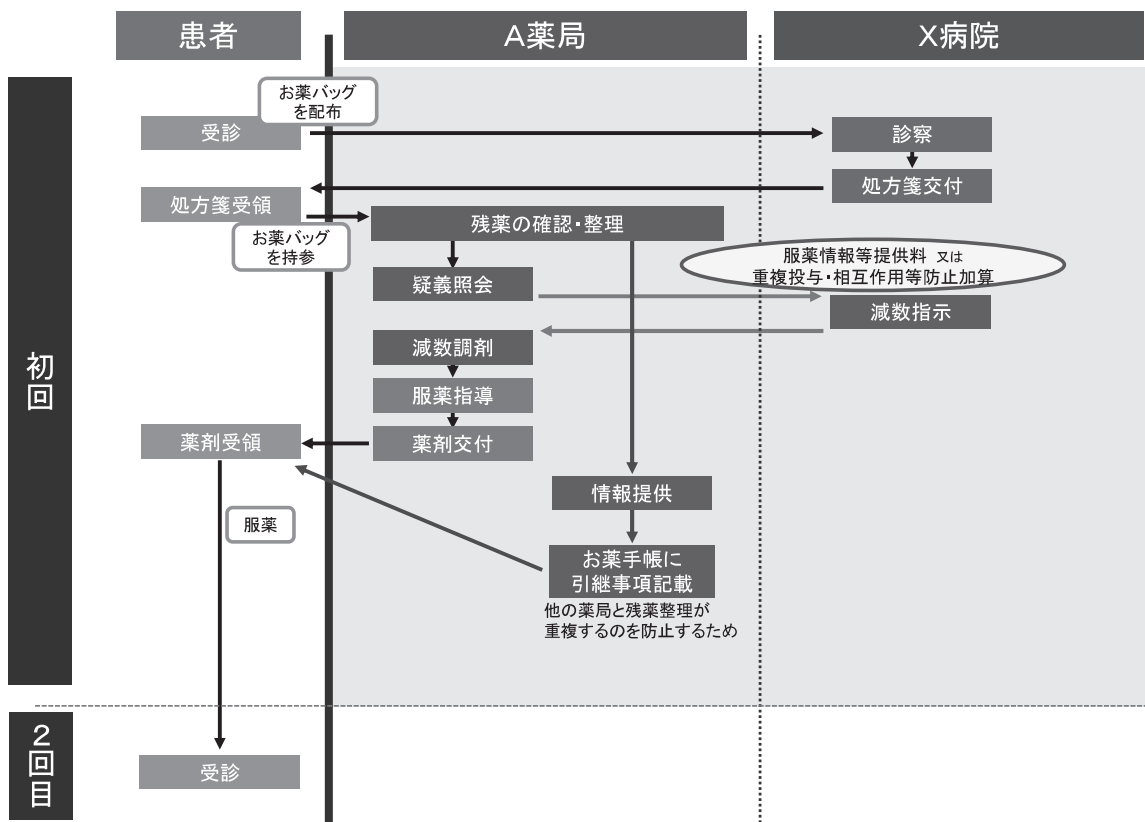 患者
A薬局
X病院
初回
お薬バッグ
を配布
受診
診察
処方箋交付
処方箋受領
お薬バッグ
を持参
残薬の確認・整理
服薬情報等提供料 又は
重複投与・相互作用等防止加算
疑義照会
減数指示
減数調剤
服薬指導
薬剤交付
薬剤受領
情報提供
服薬
お薬手帳に
引継事項記載
他の薬局と残薬整理が
重複するのを防止するため
2回目
受診